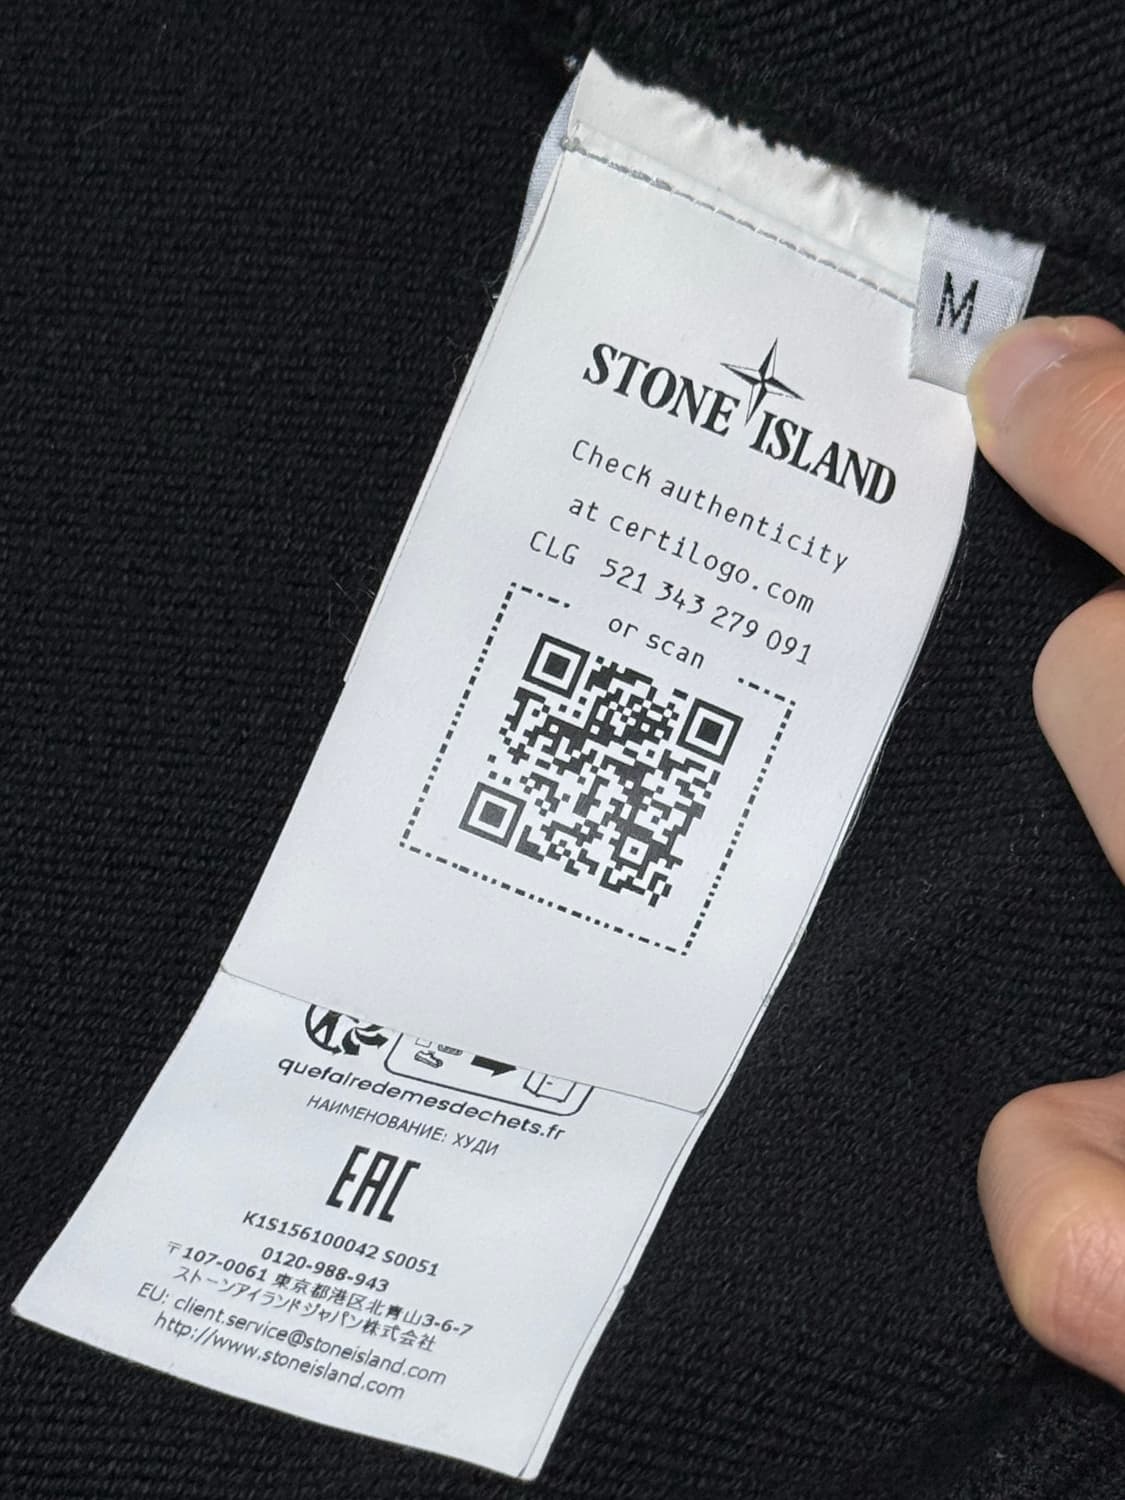 M
STONE ISLAND
Check authenticity
at certilogo.com
CLG 521 343 279 091
or scan
quefairedemesdechets.fr
НАИМЕНОВАНИЕ: ХУДИ
EAC
K1S156100042 S0051
0120-988-943
〒107-0061 東京都港区北青山3-6-7
ストーンアイランドジャパン株式会社
EU: client.service@stoneisland.com
http://www.stoneisland.com